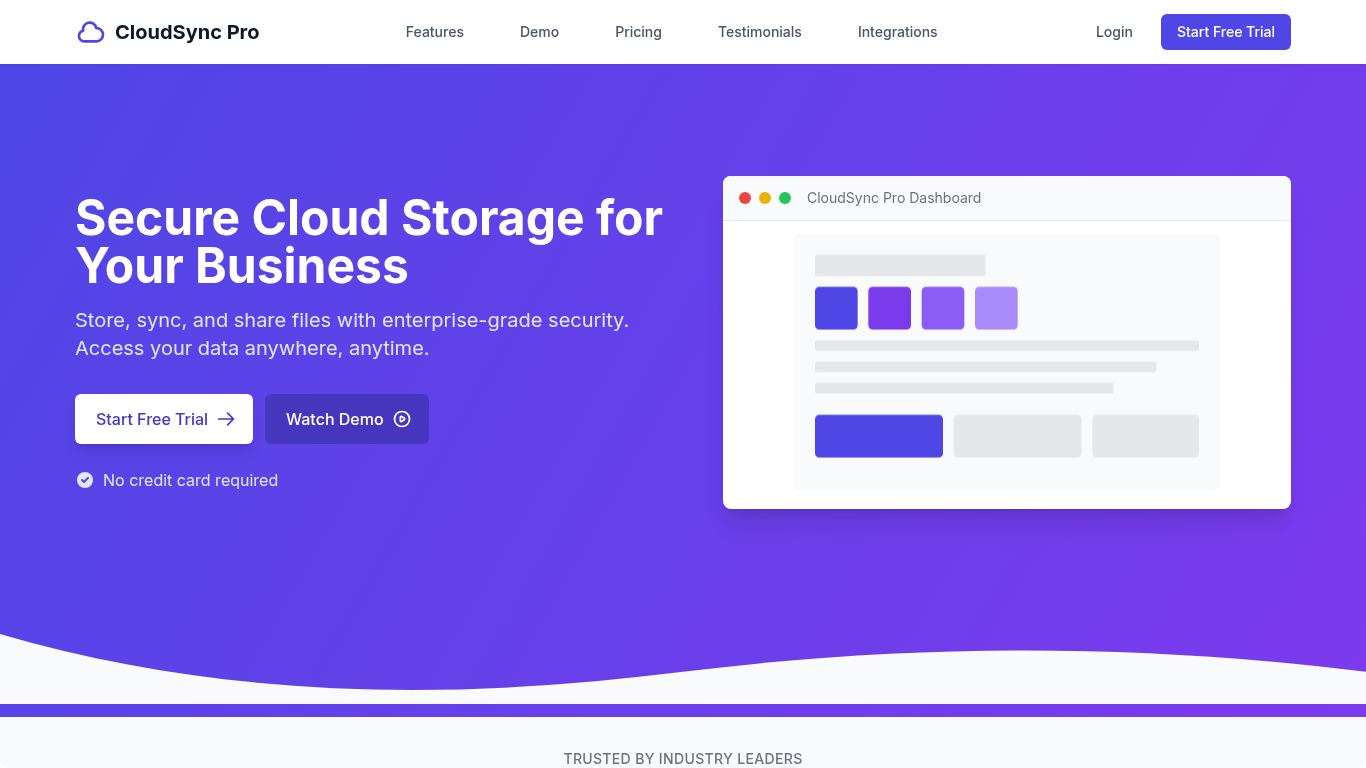 CloudSync Pro
Features
Demo
Pricing
Testimonials
Integrations
Login
Start Free Trial
Secure Cloud Storage for
Your Business
Store, sync, and share files with enterprise-grade security.
Access your data anywhere, anytime.
Start Free Trial
Watch Demo
No credit card required
CloudSync Pro Dashboard
TRUSTED BY INDUSTRY LEADERS